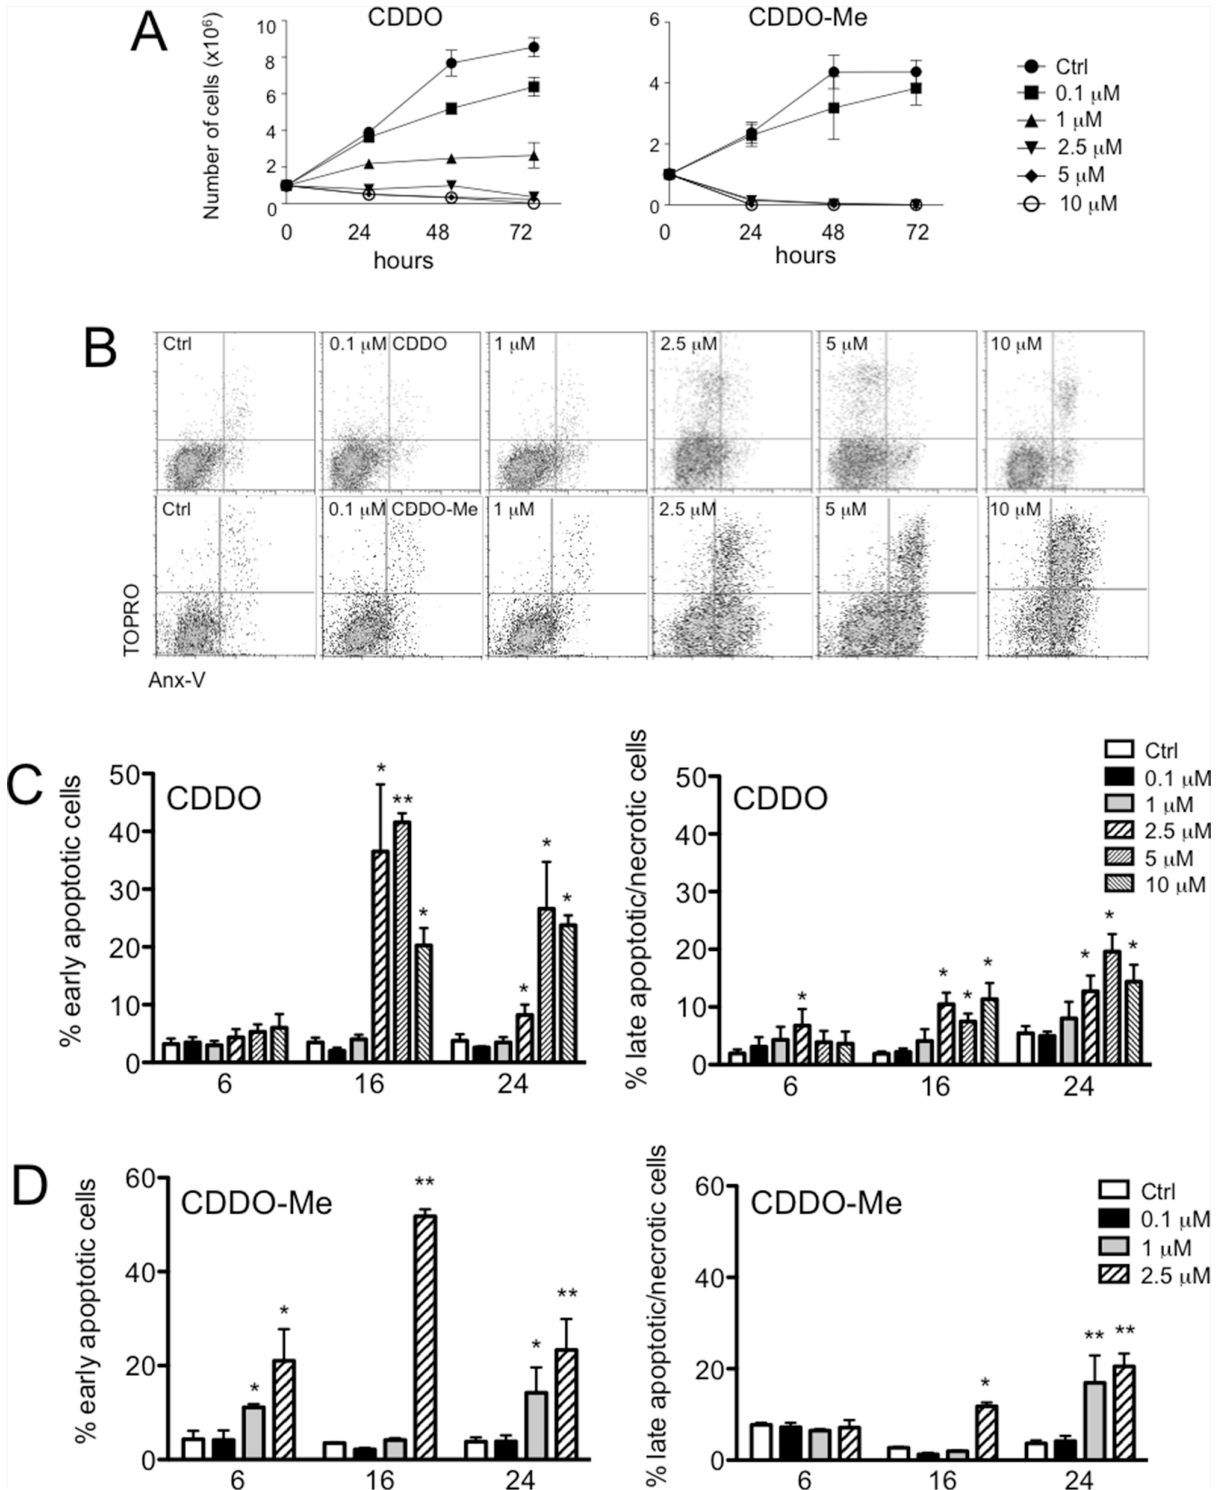 A
CDDO
CDDO-Me
Number of cells (x10⁶)
10
8
6
4
2
0
0
24
48
72
hours
6
4
2
0
0
24
48
72
hours
Ctrl
0.1 µM
1 µM
2.5 µM
5 µM
10 µM
B
Ctrl
0.1 µM CDDO
1 µM
2.5 µM
5 µM
10 µM
Ctrl
0.1 µM CDDO-Me
1 µM
2.5 µM
5 µM
10 µM
TOPRO
Anx-V
C
% early apoptotic cells
50
40
30
20
10
0
CDDO
*
**
*
*
*
*
6
16
24
% late apoptotic/necrotic cells
50
40
30
20
10
0
CDDO
*
*
*
*
*
*
*
6
16
24
Ctrl
0.1 µM
1 µM
2.5 µM
5 µM
10 µM
D
% early apoptotic cells
60
40
20
0
CDDO-Me
*
*
**
*
**
6
16
24
% late apoptotic/necrotic cells
60
40
20
0
CDDO-Me
*
**
**
6
16
24
Ctrl
0.1 µM
1 µM
2.5 µM